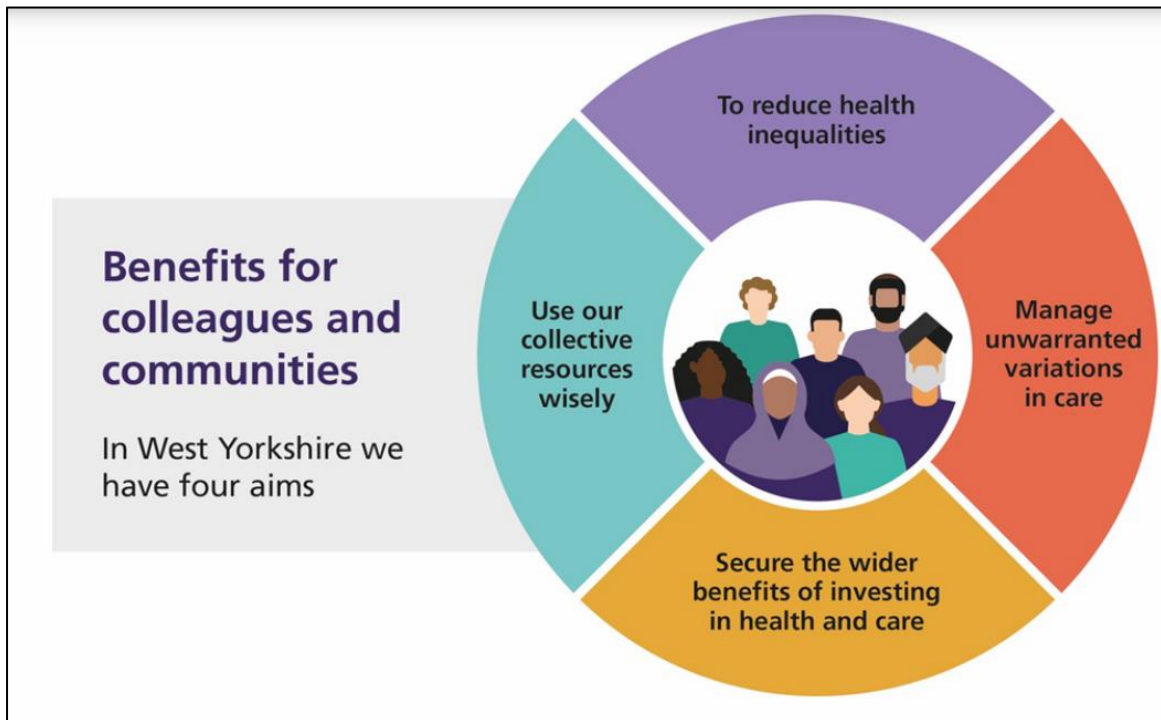 Benefits for
colleagues and
communities
In West Yorkshire we
have four aims
To reduce health
inequalities
Manage
unwarranted
variations
in care
Secure the wider
benefits of investing
in health and care
Use our
collective
resources
wisely